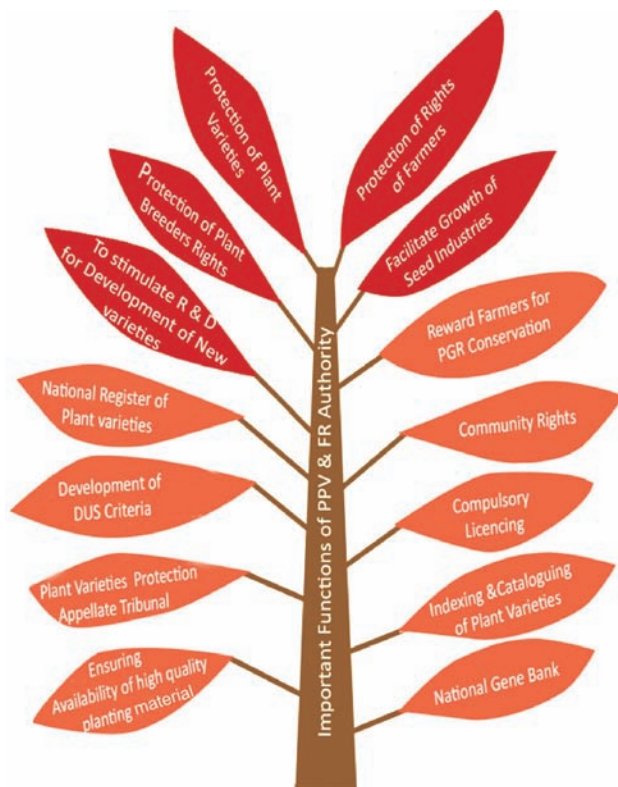 Protection of Plant
Varieties
Protection of Rights
of Farmers
Protection of Plant
Breeders Rights
Facilitate Growth of
Seed Industries
To stimulate R & D
for Development of New
varieties
Reward Farmers for
PGR Conservation
National Register of
Plant varieties
Community Rights
Development of
DUS Criteria
Compulsory
Licencing
Plant Varieties Protection
Appellate Tribunal
Indexing &Cataloguing
of Plant Varieties
Ensuring
Availability of high quality
planting material
National Gene Bank
Important Functions of PPV & FR Authority